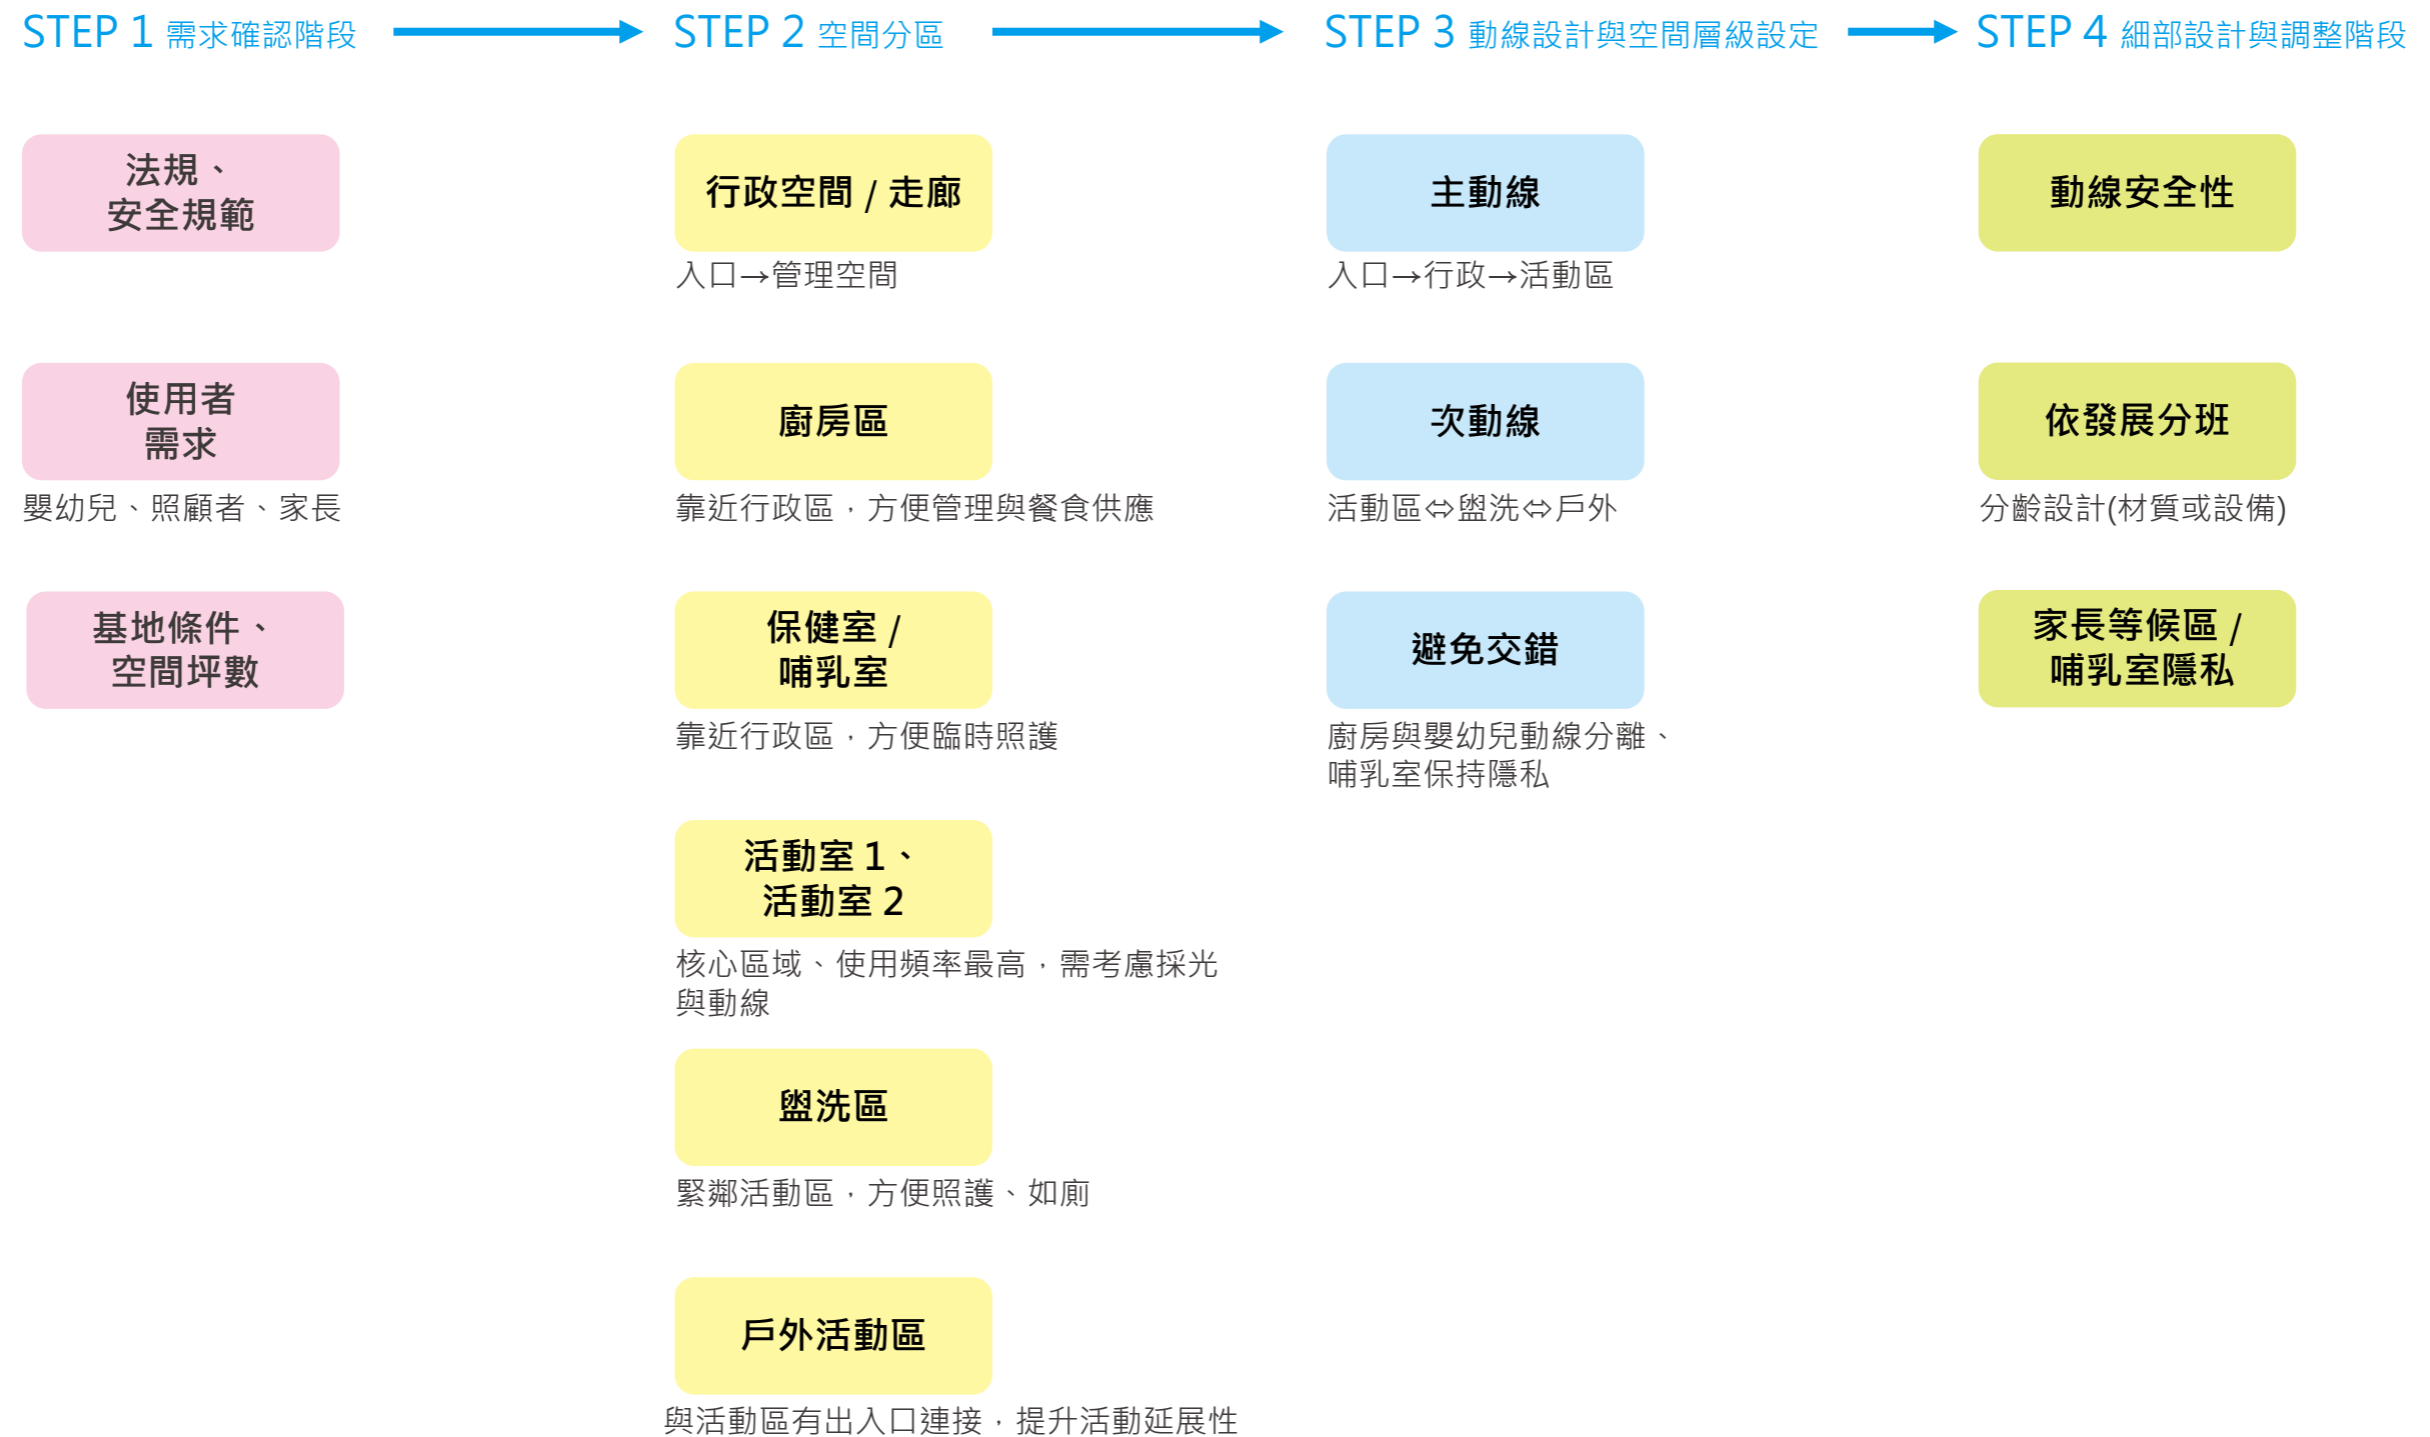 STEP 1 需求確認階段
STEP 2 空間分區
STEP 3 動線設計與空間層級設定
STEP 4 細部設計與調整階段
法規、
安全規範
使用者
需求
嬰幼兒、照顧者、家長
基地條件、
空間坪數
行政空間 / 走廊
入口→管理空間
廚房區
靠近行政區，方便管理與餐食供應
保健室 /
哺乳室
靠近行政區，方便臨時照護
活動室 1、
活動室 2
核心區域、使用頻率最高，需考慮採光
與動線
盥洗區
緊鄰活動區，方便照護、如廁
戶外活動區
與活動區有出入口連接，提升活動延展性
主動線
入口→行政→活動區
次動線
活動區⇔盥洗⇔戶外
避免交錯
廚房與嬰幼兒動線分離、
哺乳室保持隱私
動線安全性
依發展分班
分齡設計(材質或設備)
家長等候區 /
哺乳室隱私